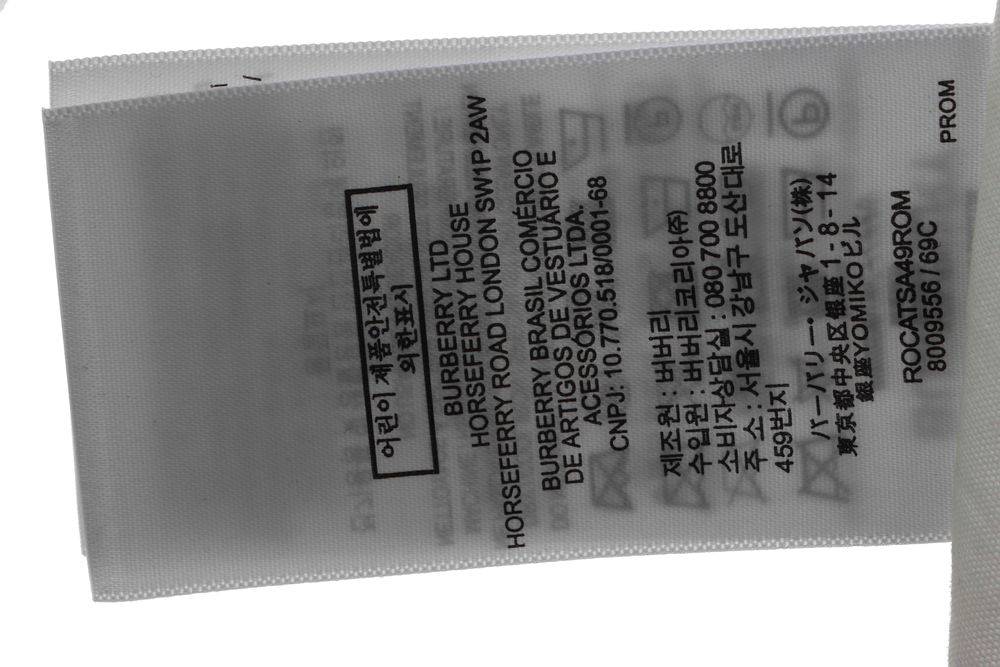 어린이제품안전특별법에
의한표시
BURBERRY LTD
HORSEFERRY HOUSE
HORSEFERRY ROAD LONDON SW1P 2AW
BURBERRY BRASIL COMÉRCIO
DE ARTIGOS DE VESTUÁRIO E
ACESSÓRIOS LTDA.
CNPJ: 10.770.518/0001-68
제조원 : 버버리
수입원 : 버버리코리아(주)
소비자상담실 : 080 700 8800
주 소 : 서울시 강남구 도산대로
459번지
バーバリー・ジャパン(株)
東京都中央区銀座 1 - 8 - 14
銀座YOMIKOビル
ROCATSA49ROM
8009556 / 69C
PROM